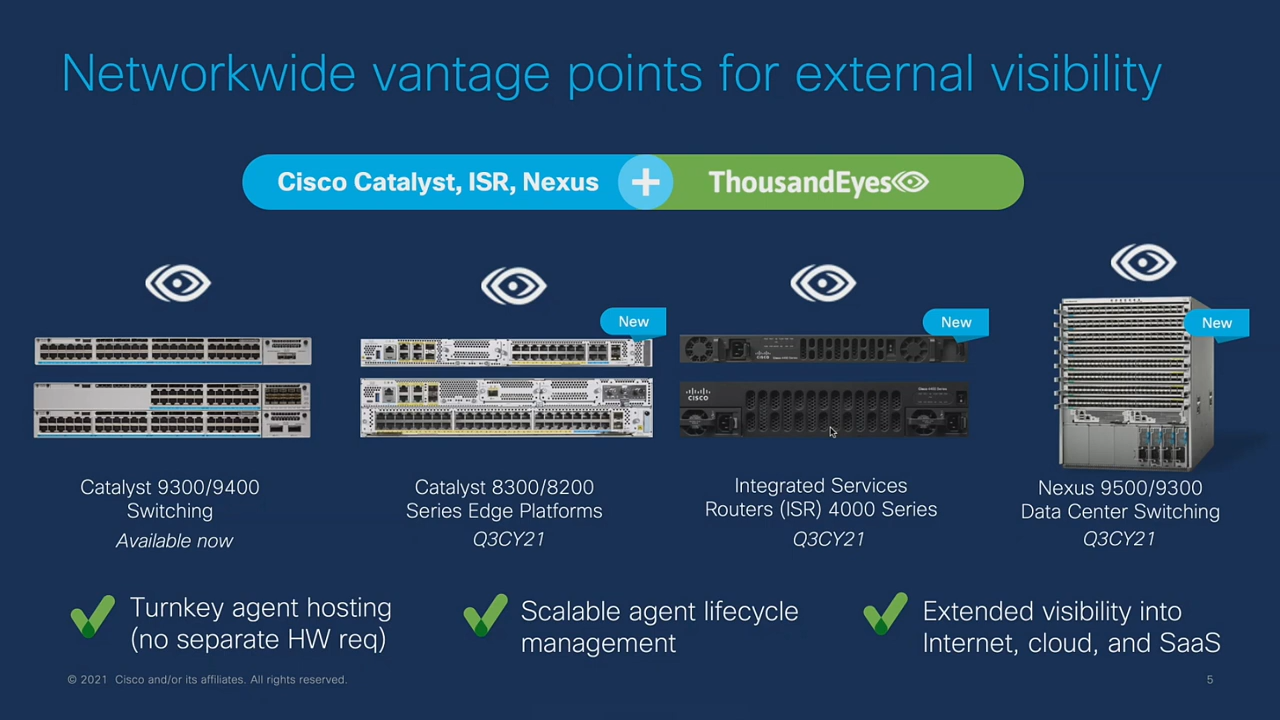 Networkwide vantage points for external visibility
Cisco Catalyst, ISR, Nexus
+
ThousandEyes
New
New
New
CISCO
Catalyst 9300/9400
Switching
Available now
Catalyst 8300/8200
Series Edge Platforms
Q3CY21
Integrated Services
Routers (ISR) 4000 Series
Q3CY21
Nexus 9500/9300
Data Center Switching
Q3CY21
Turnkey agent hosting
(no separate HW req)
Scalable agent lifecycle
management
Extended visibility into
Internet, cloud, and SaaS
© 2021 Cisco and/or its affiliates. All rights reserved.
5